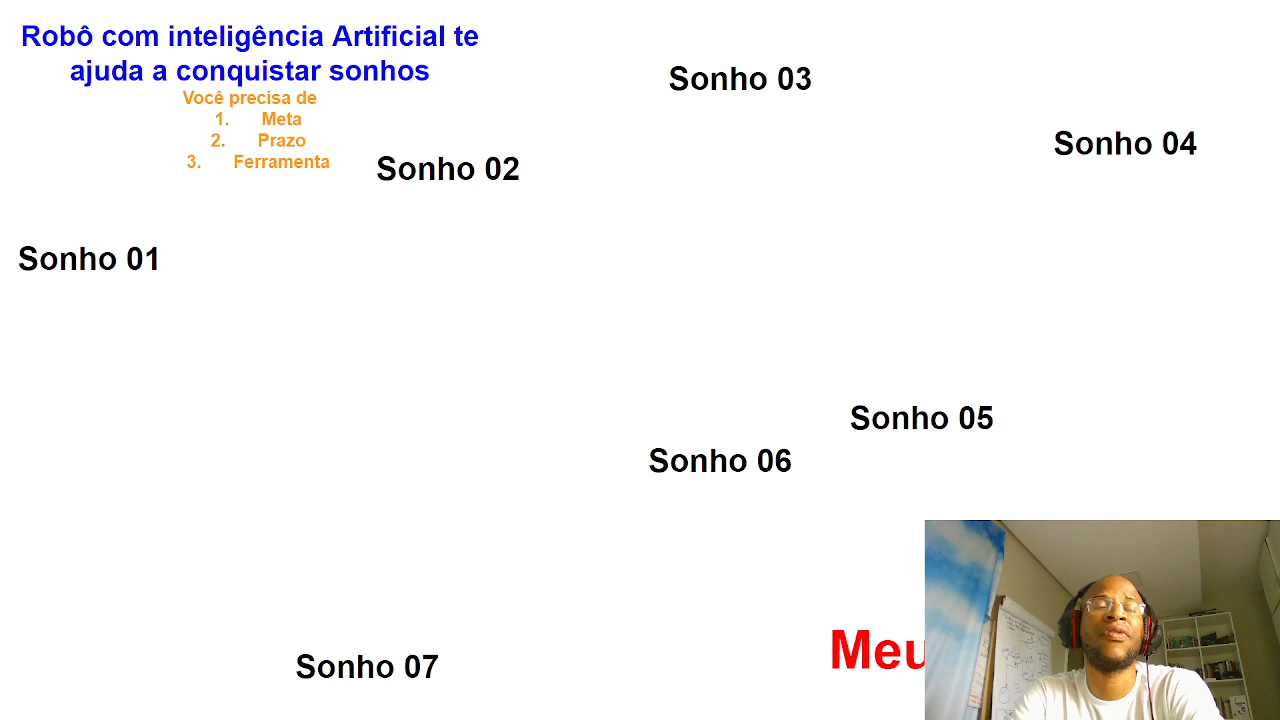 Robô com inteligência Artificial te
ajuda a conquistar sonhos
Você precisa de
1. Meta
2. Prazo
3. Ferramenta
Sonho 01
Sonho 02
Sonho 03
Sonho 04
Sonho 05
Sonho 06
Sonho 07
Meu